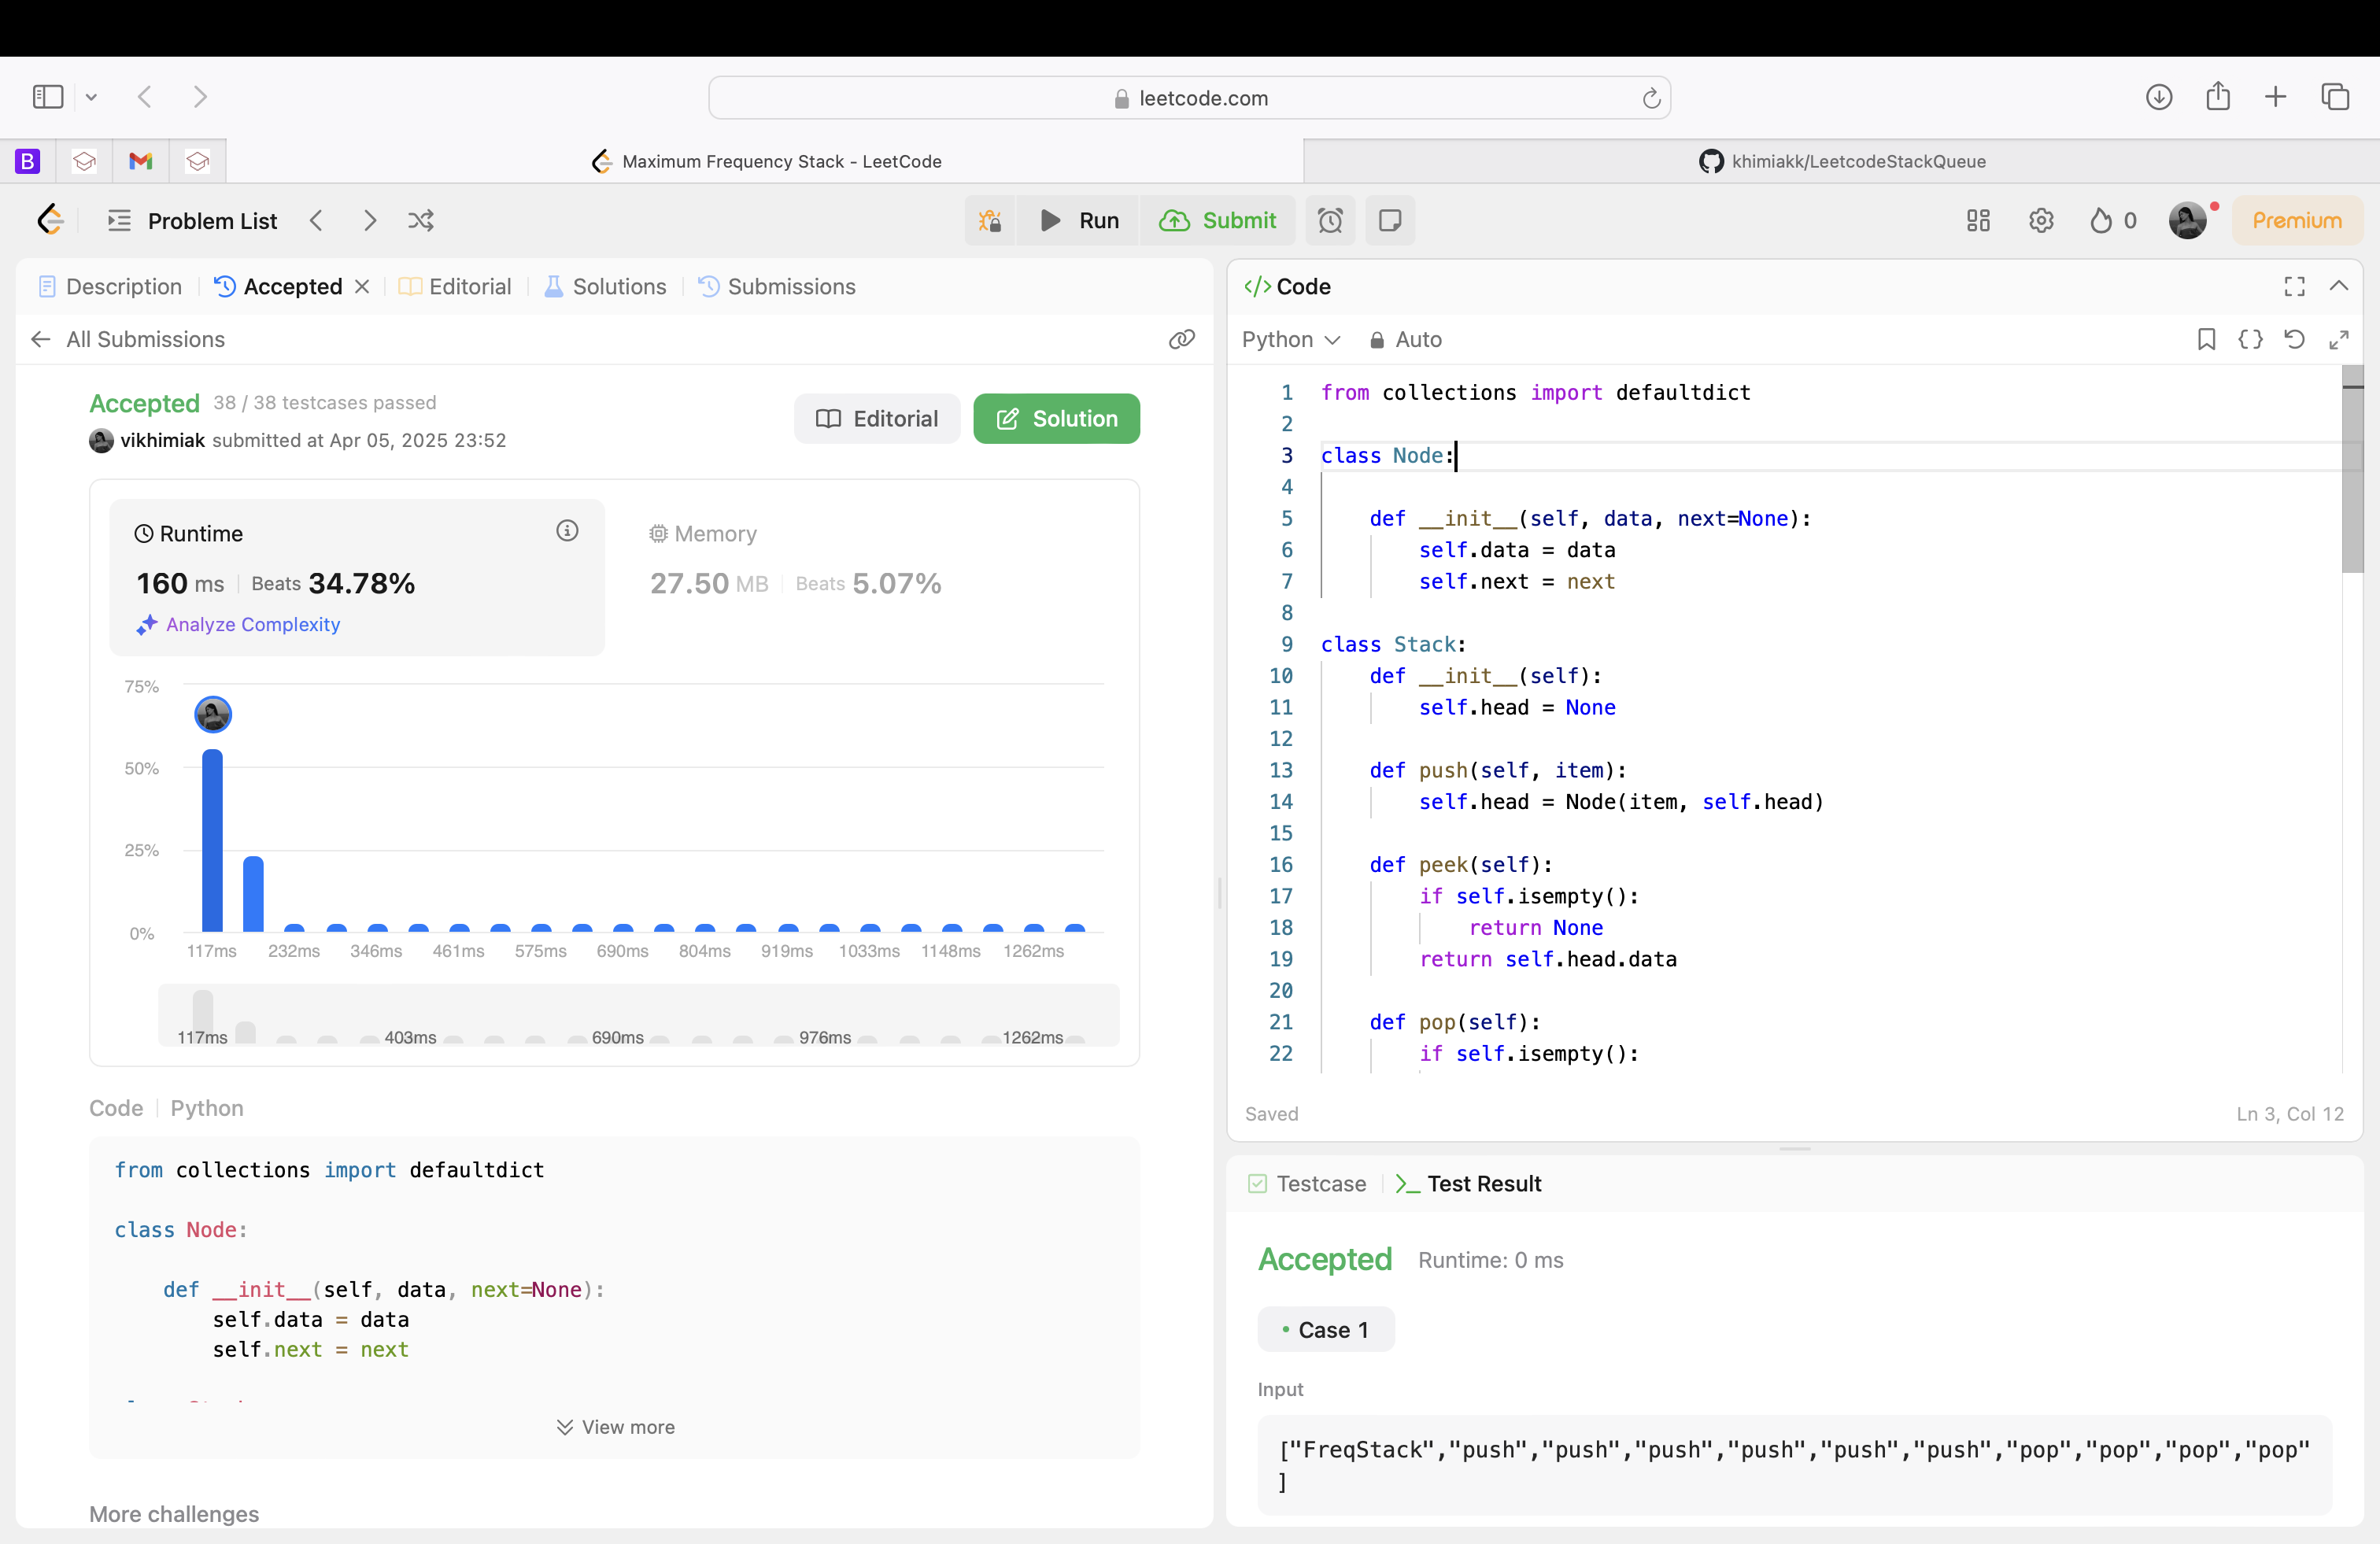 leetcode.com
B
Maximum Frequency Stack - LeetCode
khimiakk/LeetcodeStackQueue
Problem List
Run
Submit
0
Premium
Description
Accepted
Editorial
Solutions
Submissions
All Submissions
Accepted 38 / 38 testcases passed
vikhimiak submitted at Apr 05, 2025 23:52
Editorial
Solution
Runtime
160 ms
Beats 34.78%
Analyze Complexity
Memory
27.50 MB
Beats 5.07%
75%
50%
25%
0%
117ms 232ms 346ms 461ms 575ms 690ms 804ms 919ms 1033ms 1148ms 1262ms
117ms 403ms 690ms 976ms 1262ms
Code
Python
from collections import defaultdict
class Node:
def __init__(self, data, next=None):
self.data = data
self.next = next
View more
More challenges
</> Code
Python
Auto
1 from collections import defaultdict
2
3 class Node:
4
5 def __init__(self, data, next=None):
6 self.data = data
7 self.next = next
8
9 class Stack:
10 def __init__(self):
11 self.head = None
12
13 def push(self, item):
14 self.head = Node(item, self.head)
15
16 def peek(self):
17 if self.isempty():
18 return None
19 return self.head.data
20
21 def pop(self):
22 if self.isempty():
Saved
Ln 3, Col 12
Testcase
Test Result
Accepted
Runtime: 0 ms
Case 1
Input
["FreqStack","push","push","push","push","push","push","pop","pop","pop","pop"
]